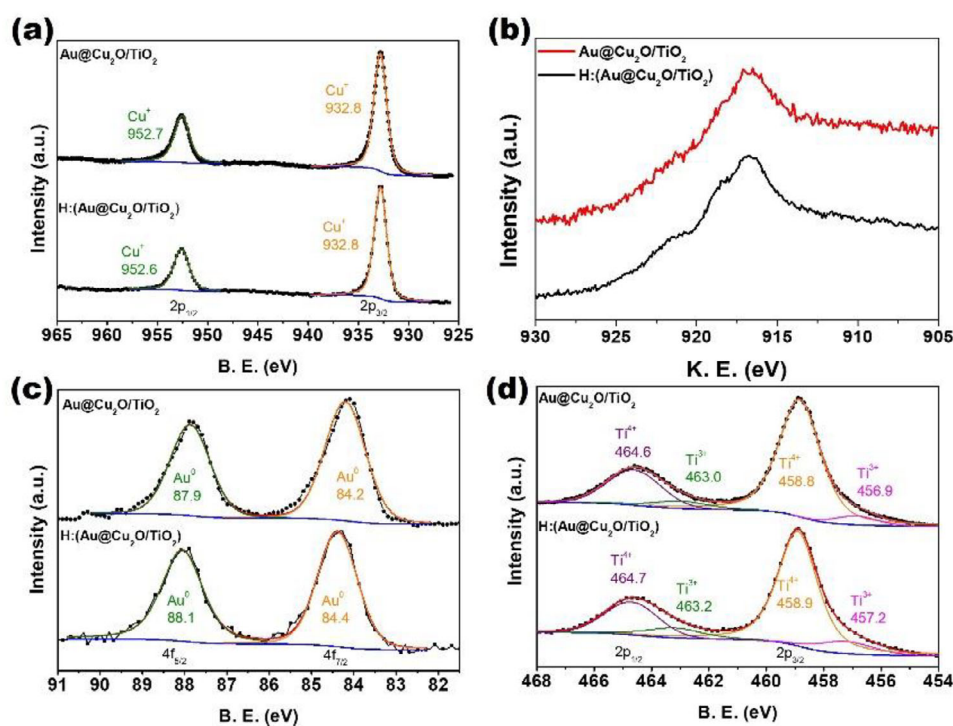 (a)
Au@Cu₂O/TiO₂
Cu⁺
932.8
Cu⁺
952.7
H:(Au@Cu₂O/TiO₂)
Cu⁺
932.8
Cu⁺
952.6
2p₁/₂
2p₃/₂
Intensity (a.u.)
965 960 955 950 945 940 935 930 925
B. E. (eV)
(b)
Au@Cu₂O/TiO₂
H:(Au@Cu₂O/TiO₂)
Intensity (a.u.)
930 925 920 915 910 905
K. E. (eV)
(c)
Au@Cu₂O/TiO₂
Au⁰
87.9
Au⁰
84.2
H:(Au@Cu₂O/TiO₂)
Au⁰
88.1
Au⁰
84.4
4f₅/₂
4f₇/₂
Intensity (a.u.)
91 90 89 88 87 86 85 84 83 82
B. E. (eV)
(d)
Au@Cu₂O/TiO₂
Ti⁴⁺
464.6
Ti³⁺
463.0
Ti⁴⁺
458.8
Ti³⁺
456.9
H:(Au@Cu₂O/TiO₂)
Ti⁴⁺
464.7
Ti³⁺
463.2
Ti⁴⁺
458.9
Ti³⁺
457.2
2p₁/₂
2p₃/₂
Intensity (a.u.)
468 466 464 462 460 458 456 454
B. E. (eV)